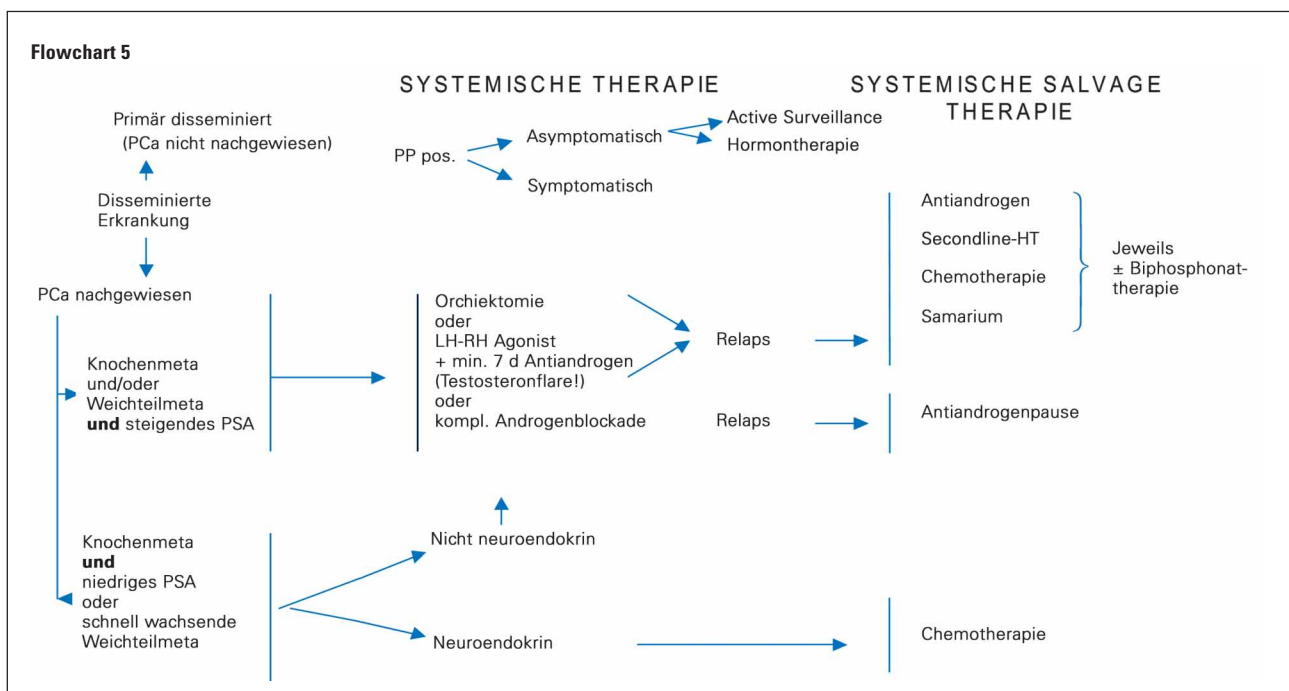 Flowchart 5
SYSTEMISCHE THERAPIE
SYSTEMISCHE SALVAGE
THERAPIE
Primär disseminiert
(PCa nicht nachgewiesen)
Disseminierte
Erkrankung
PCa nachgewiesen
PP pos.
Asymptomatisch
Symptomatisch
Active Surveillance
Hormontherapie
Knochenmeta
und/oder
Weichteilmeta
und steigendes PSA
Orchiektomie
oder
LH-RH Agonist
+ min. 7 d Antiandrogen
(Testosteronflare!)
oder
kompl. Androgenblockade
Relaps
Relaps
Antiandrogen
Secondline-HT
Chemotherapie
Samarium
Jeweils
± Biphosphonat-
therapie
Antiandrogenpause
Knochenmeta
und
niedriges PSA
oder
schnell wachsende
Weichteilmeta
Nicht neuroendokrin
Neuroendokrin
Chemotherapie